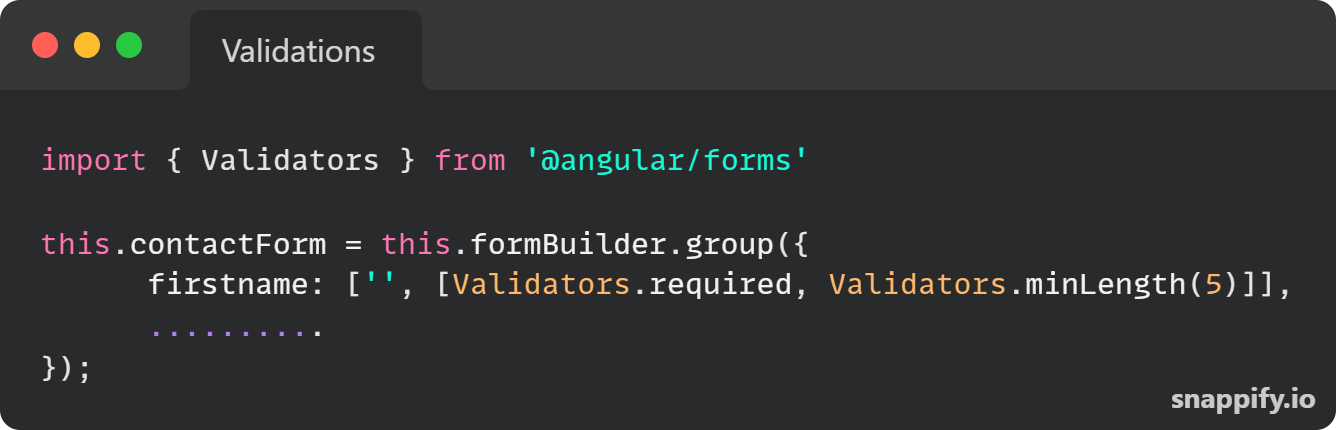 Validations
import { Validators } from '@angular/forms'
this.contactForm = this.formBuilder.group({
firstname: ['', [Validators.required, Validators.minLength(5)]],
..........
});
snappify.io